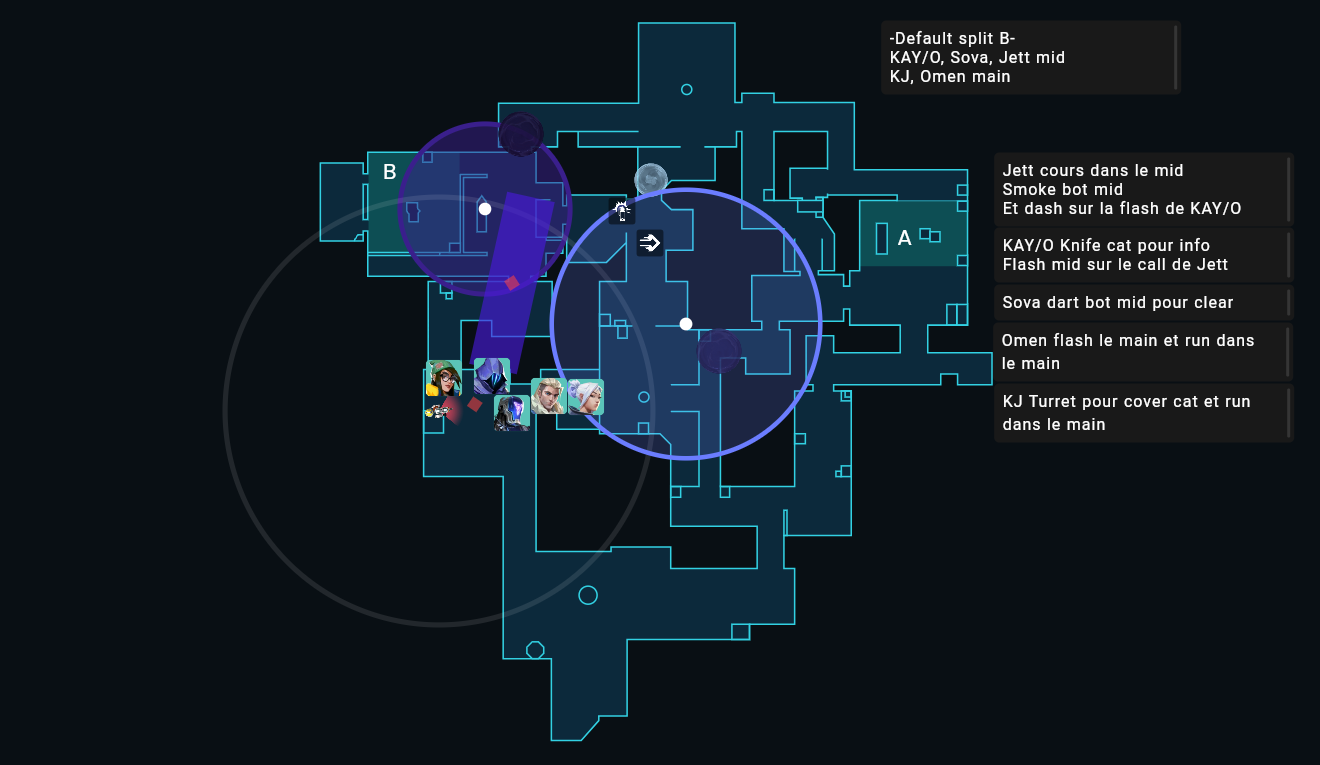 -Default split B-
KAY/O, Sova, Jett mid
KJ, Omen main
B
A
Jett cours dans le mid
Smoke bot mid
Et dash sur la flash de KAY/O
KAY/O Knife cat pour info
Flash mid sur le call de Jett
Sova dart bot mid pour clear
Omen flash le main et run dans
le main
KJ Turret pour cover cat et run
dans le main